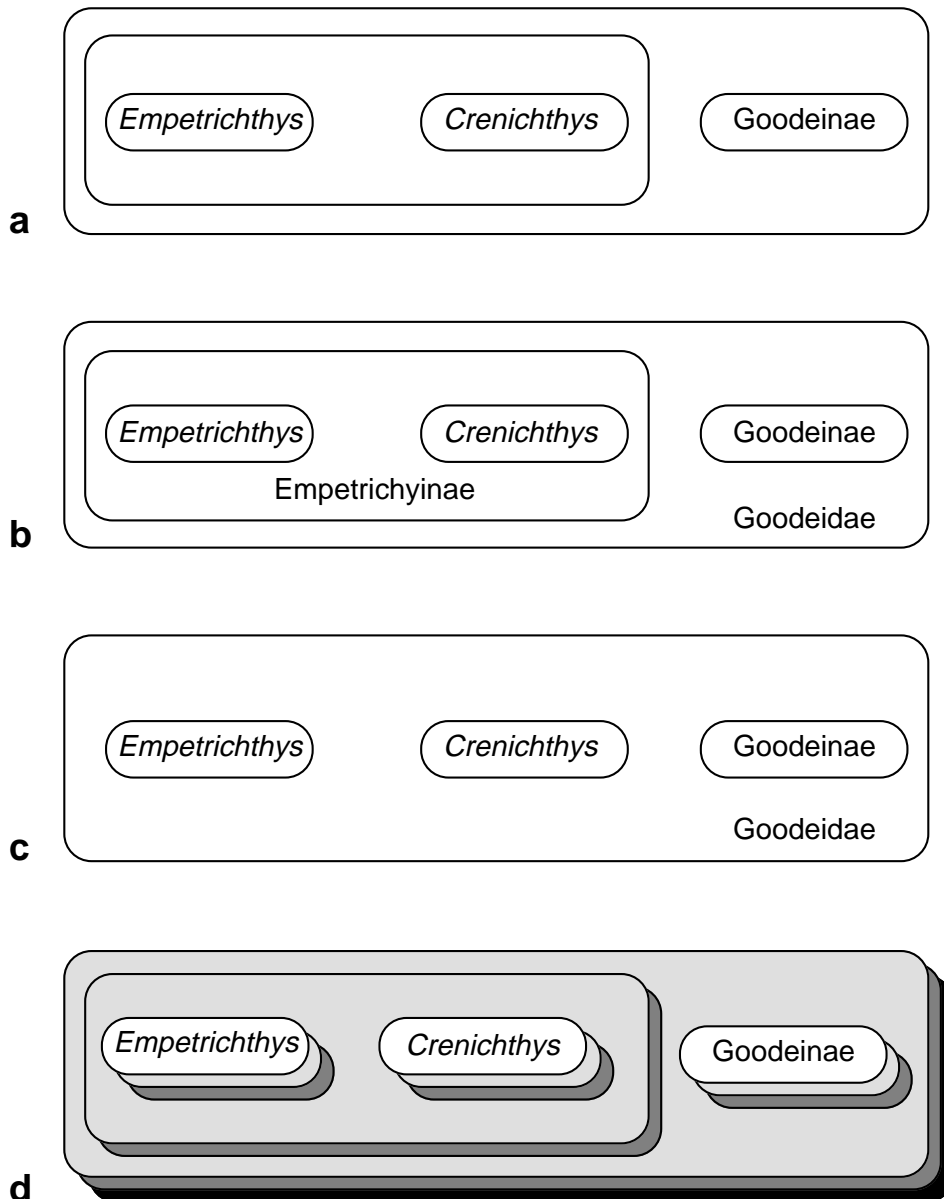 Empetrichthys Crenichthys Goodeinae
a
Empetrichthys Crenichthys Goodeinae
Empetrichyinae
Goodeidae
b
Empetrichthys Crenichthys Goodeinae
Goodeidae
c
Empetrichthys Crenichthys Goodeinae
d